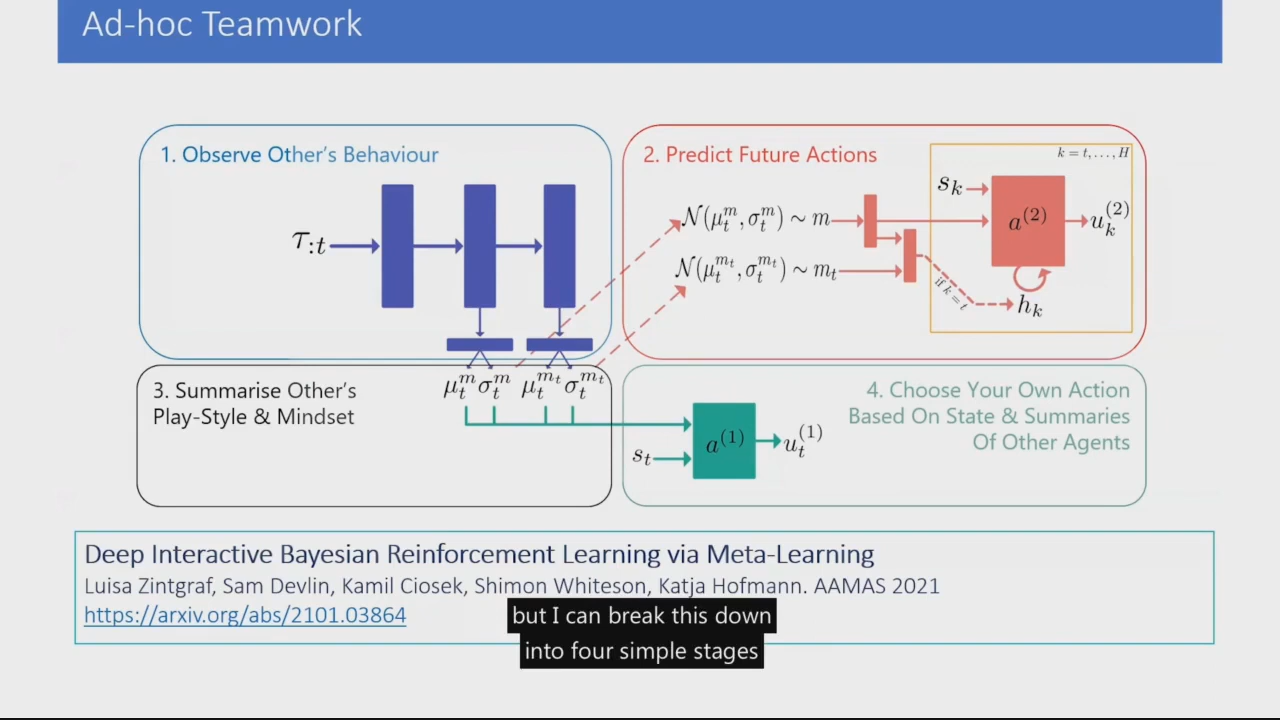 Ad-hoc Teamwork
1. Observe Other's Behaviour
τ:t
2. Predict Future Actions
k = t, . . . , H
s_k
𝒩(μ_t^m, σ_t^m) ∼ m
a^(2)
u_k^(2)
𝒩(μ_t^{m_t}, σ_t^{m_t}) ∼ m_t
if k = t
h_k
3. Summarise Other's
Play-Style & Mindset
μ_t^m σ_t^m μ_t^{m_t} σ_t^{m_t}
s_t
a^(1)
u_t^(1)
4. Choose Your Own Action
Based On State & Summaries
Of Other Agents
Deep Interactive Bayesian Reinforcement Learning via Meta-Learning
Luisa Zintgraf, Sam Devlin, Kamil Ciosek, Shimon Whiteson, Katja Hofmann. AAMAS 2021
https://arxiv.org/abs/2101.03864
but I can break this down
into four simple stages